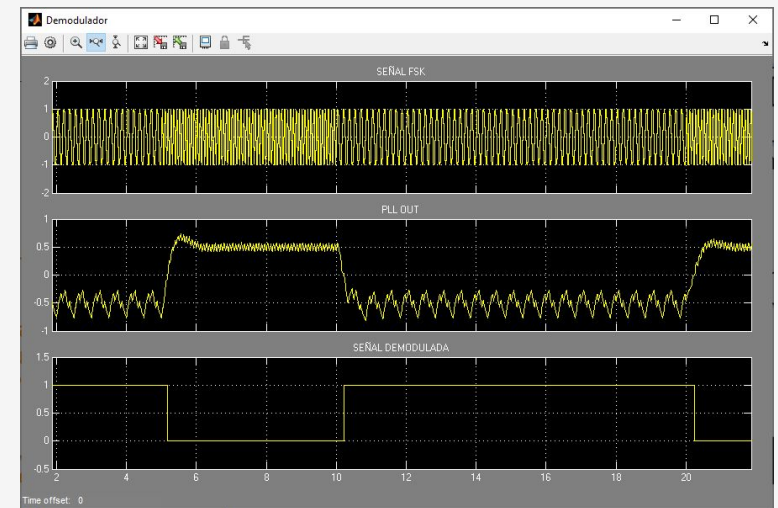 Demodulador
SEÑAL FSK
2
1
0
-1
-2
PLL OUT
1
0.5
0
-0.5
-1
SEÑAL DEMODULADA
1.5
1
0.5
0
-0.5
2 4 6 8 10 12 14 16 18 20
Time offset: 0